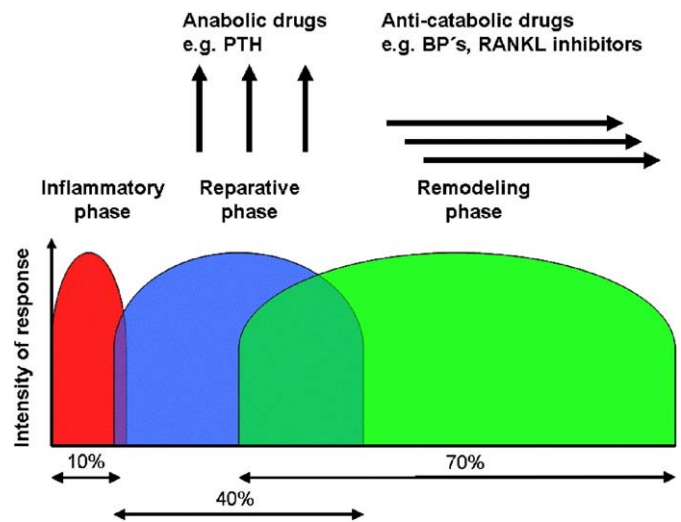 Anabolic drugs
e.g. PTH
Anti-catabolic drugs
e.g. BP´s, RANKL inhibitors
Inflammatory
phase
Reparative
phase
Remodeling
phase
Intensity of response
10%
70%
40%